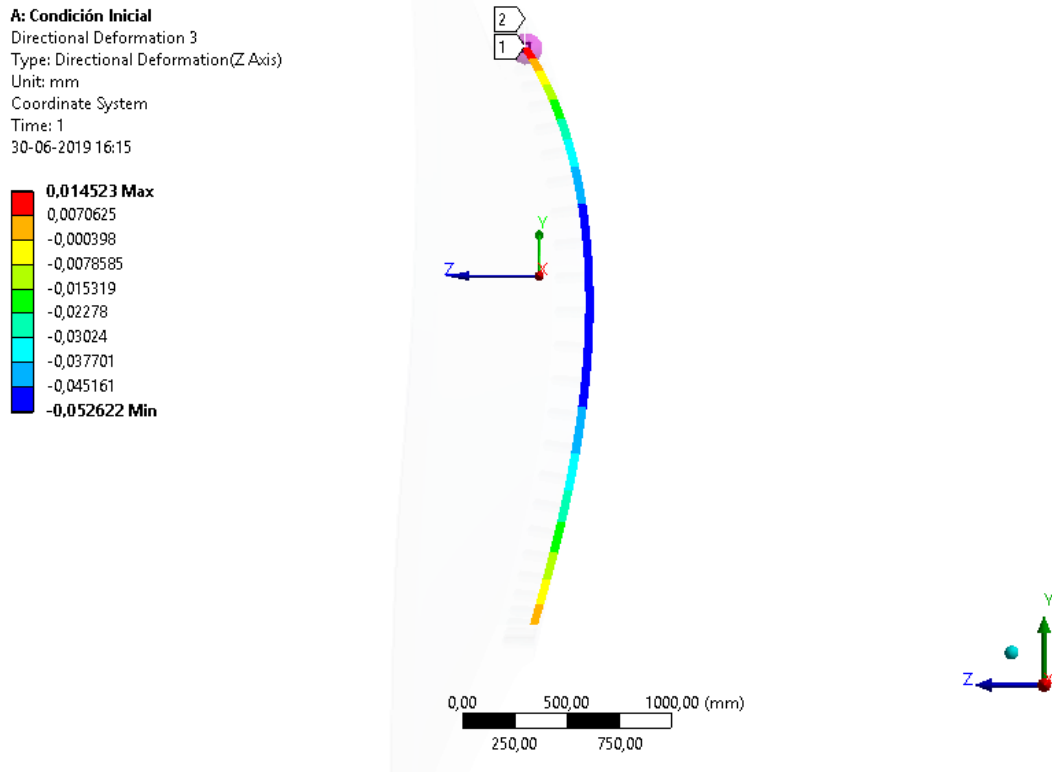 A: Condición Inicial
Directional Deformation 3
Type: Directional Deformation(Z Axis)
Unit: mm
Coordinate System
Time: 1
30-06-2019 16:15
0,014523 Max
0,0070625
-0,000398
-0,0078585
-0,015319
-0,02278
-0,03024
-0,037701
-0,045161
-0,052622 Min
2
1
Y
Z
X
0,00 500,00 1000,00 (mm)
250,00 750,00
Y
Z